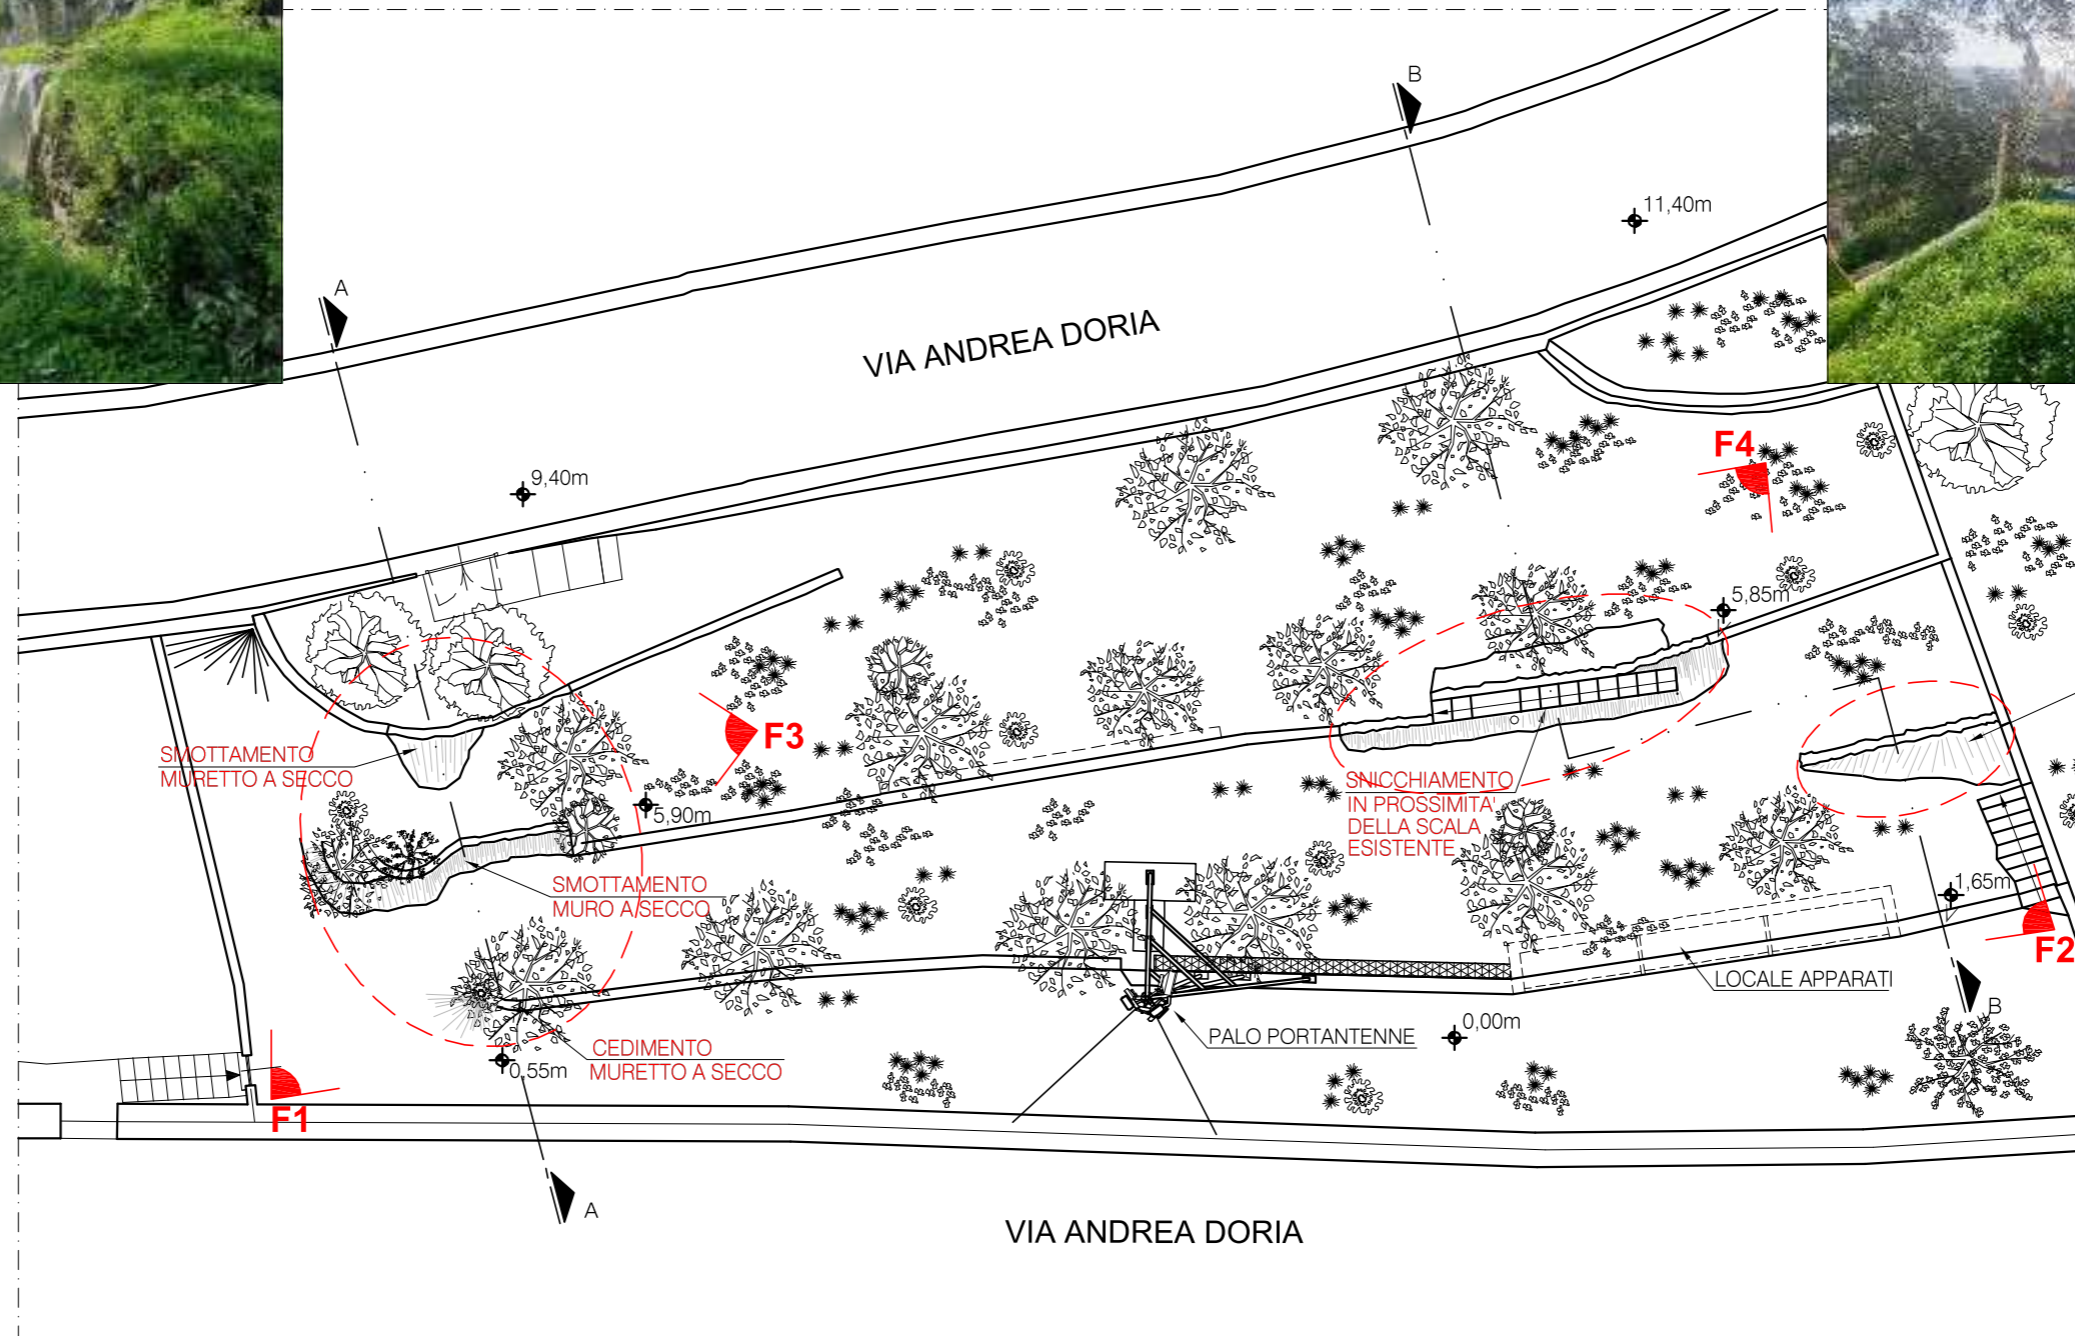 B
11,40m
A
VIA ANDREA DORIA
9,40m
F4
5,85m
F3
SMOTTAMENTO
MURETTO A SECCO
SNICCHIAMENTO
IN PROSSIMITA'
DELLA SCALA
ESISTENTE
5,90m
SMOTTAMENTO
MURO A SECCO
1,65m
F2
LOCALE APPARATI
B
0,00m
PALO PORTANTENNE
CEDIMENTO
MURETTO A SECCO
0,55m
F1
A
VIA ANDREA DORIA